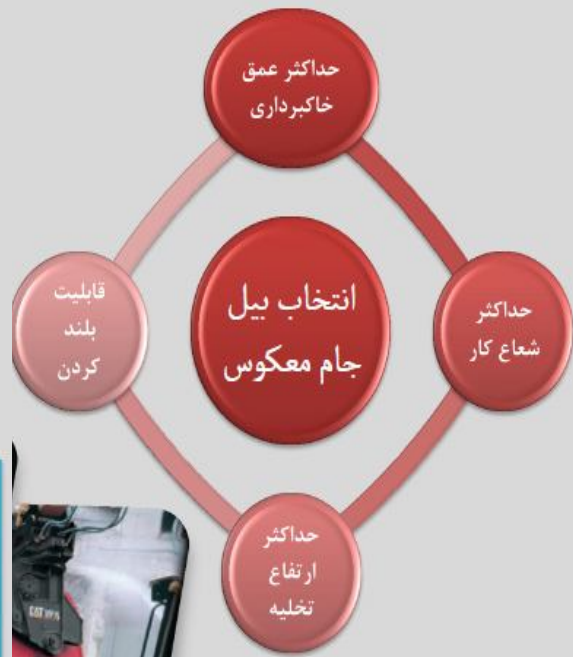 حداکثر عمق
خاکبرداری
انتخاب بیل
جام معکوس
حداکثر
شعاع کار
حداکثر
ارتفاع
تخلیه
قابلیت
بلند
کردن